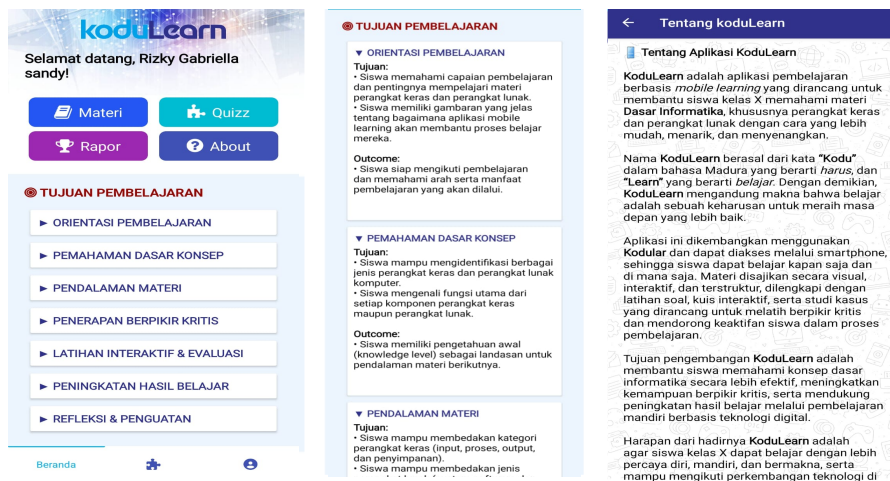 koduLearn
Selamat datang, Rizky Gabriella
sandy!
Materi
Quizz
Rapor
About
TUJUAN PEMBELAJARAN
► ORIENTASI PEMBELAJARAN
► PEMAHAMAN DASAR KONSEP
► PENDALAMAN MATERI
► PENERAPAN BERPIKIR KRITIS
► LATIHAN INTERAKTIF & EVALUASI
► PENINGKATAN HASIL BELAJAR
► REFLEKSI & PENGUATAN
Beranda
TUJUAN PEMBELAJARAN
▼ ORIENTASI PEMBELAJARAN
Tujuan:
• Siswa memahami capaian pembelajaran
dan pentingnya mempelajari materi
perangkat keras dan perangkat lunak.
• Siswa memiliki gambaran yang jelas
tentang bagaimana aplikasi mobile
learning akan membantu proses belajar
mereka.
Outcome:
• Siswa siap mengikuti pembelajaran
dan memahami arah serta manfaat
pembelajaran yang akan dilalui.
▼ PEMAHAMAN DASAR KONSEP
Tujuan:
• Siswa mampu mengidentifikasi berbagai
jenis perangkat keras dan perangkat lunak
komputer.
• Siswa mengenali fungsi utama dari
setiap komponen perangkat keras
maupun perangkat lunak.
Outcome:
• Siswa memiliki pengetahuan awal
(knowledge level) sebagai landasan untuk
pendalaman materi berikutnya.
▼ PENDALAMAN MATERI
Tujuan:
• Siswa mampu membedakan kategori
perangkat keras (input, proses, output,
dan penyimpanan).
• Siswa mampu membedakan jenis
Tentang koduLearn
Tentang Aplikasi KoduLearn
KoduLearn adalah aplikasi pembelajaran
berbasis mobile learning yang dirancang untuk
membantu siswa kelas X memahami materi
Dasar Informatika, khususnya perangkat keras
dan perangkat lunak dengan cara yang lebih
mudah, menarik, dan menyenangkan.
Nama KoduLearn berasal dari kata “Kodu”
dalam bahasa Madura yang berarti harus, dan
“Learn” yang berarti belajar. Dengan demikian,
KoduLearn mengandung makna bahwa belajar
adalah sebuah keharusan untuk meraih masa
depan yang lebih baik.
Aplikasi ini dikembangkan menggunakan
Kodular dan dapat diakses melalui smartphone,
sehingga siswa dapat belajar kapan saja dan
di mana saja. Materi disajikan secara visual,
interaktif, dan terstruktur, dilengkapi dengan
latihan soal, kuis interaktif, serta studi kasus
yang dirancang untuk melatih berpikir kritis
dan mendorong keaktifan siswa dalam proses
pembelajaran.
Tujuan pengembangan KoduLearn adalah
membantu siswa memahami konsep dasar
informatika secara lebih efektif, meningkatkan
kemampuan berpikir kritis, serta mendukung
peningkatan hasil belajar melalui pembelajaran
mandiri berbasis teknologi digital.
Harapan dari hadirnya KoduLearn adalah
agar siswa kelas X dapat belajar dengan lebih
percaya diri, mandiri, dan bermakna, serta
mampu mengikuti perkembangan teknologi di